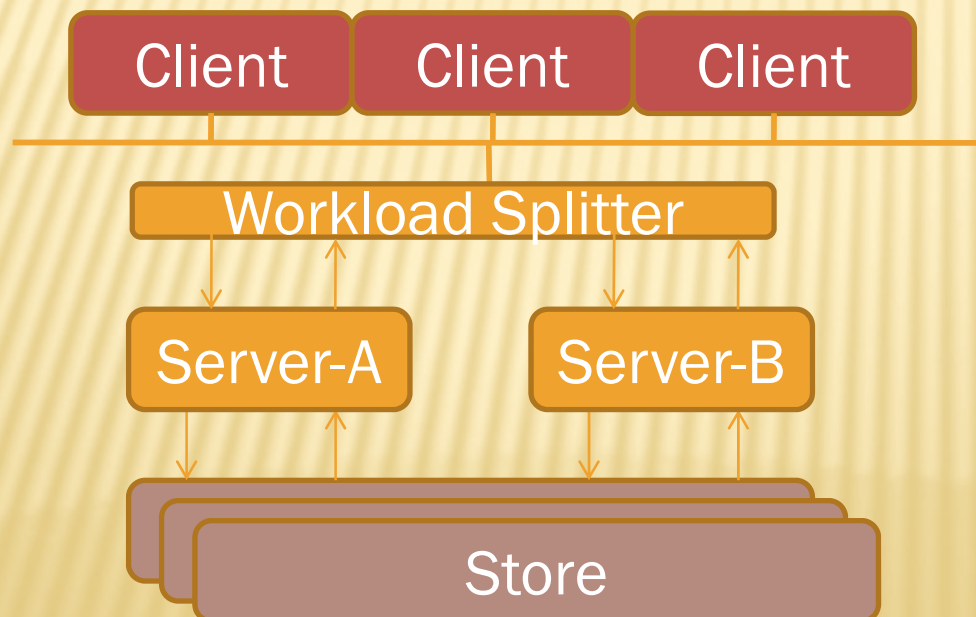 Client Client Client
Workload Splitter
Server-A Server-B
Store